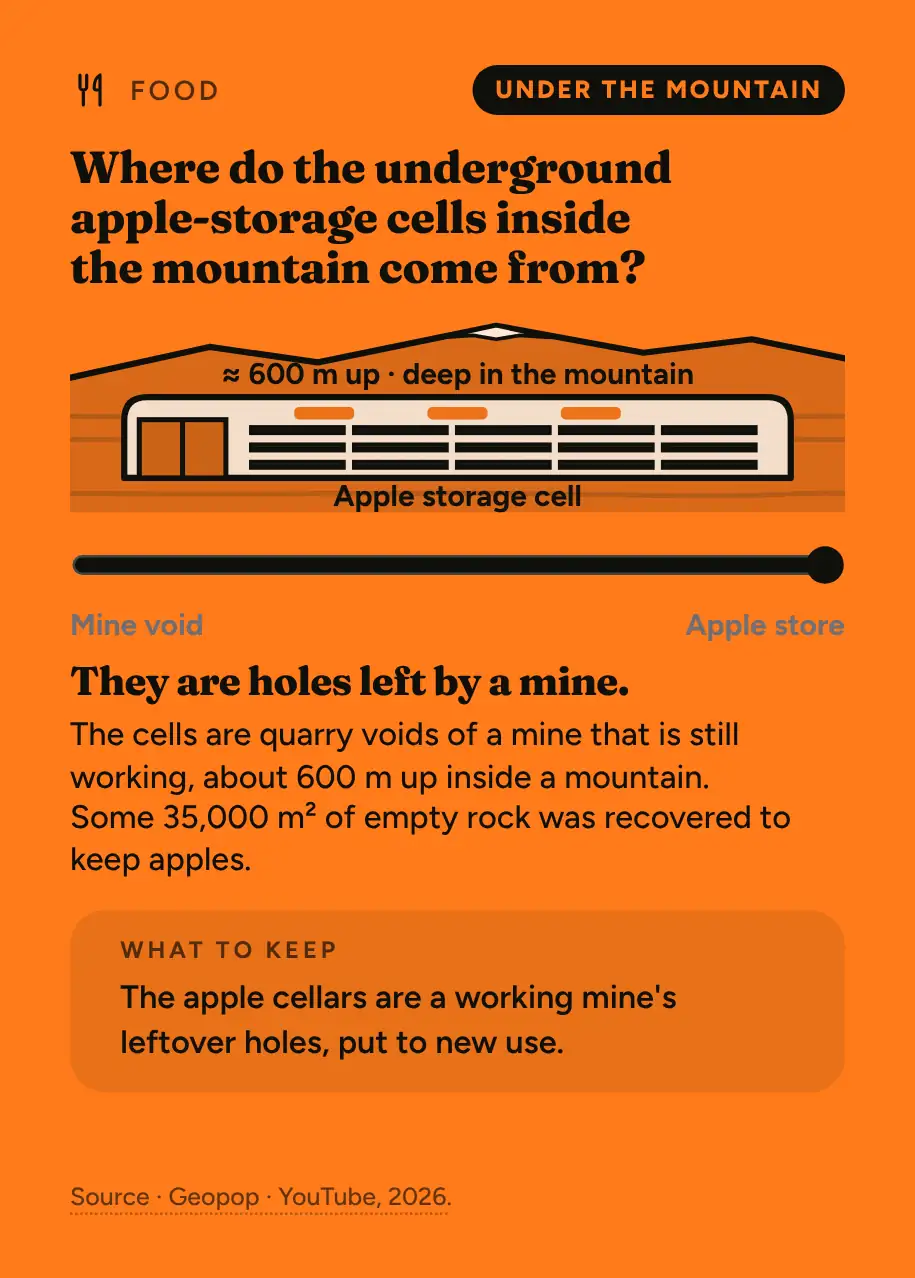 FOOD
UNDER THE MOUNTAIN
Where do the underground
apple-storage cells inside
the mountain come from?
≈ 600 m up · deep in the mountain
Apple storage cell
Mine void
Apple store
They are holes left by a mine.
The cells are quarry voids of a mine that is still
working, about 600 m up inside a mountain.
Some 35,000 m² of empty rock was recovered to
keep apples.
WHAT TO KEEP
The apple cellars are a working mine's
leftover holes, put to new use.
Source · Geopop · YouTube, 2026.